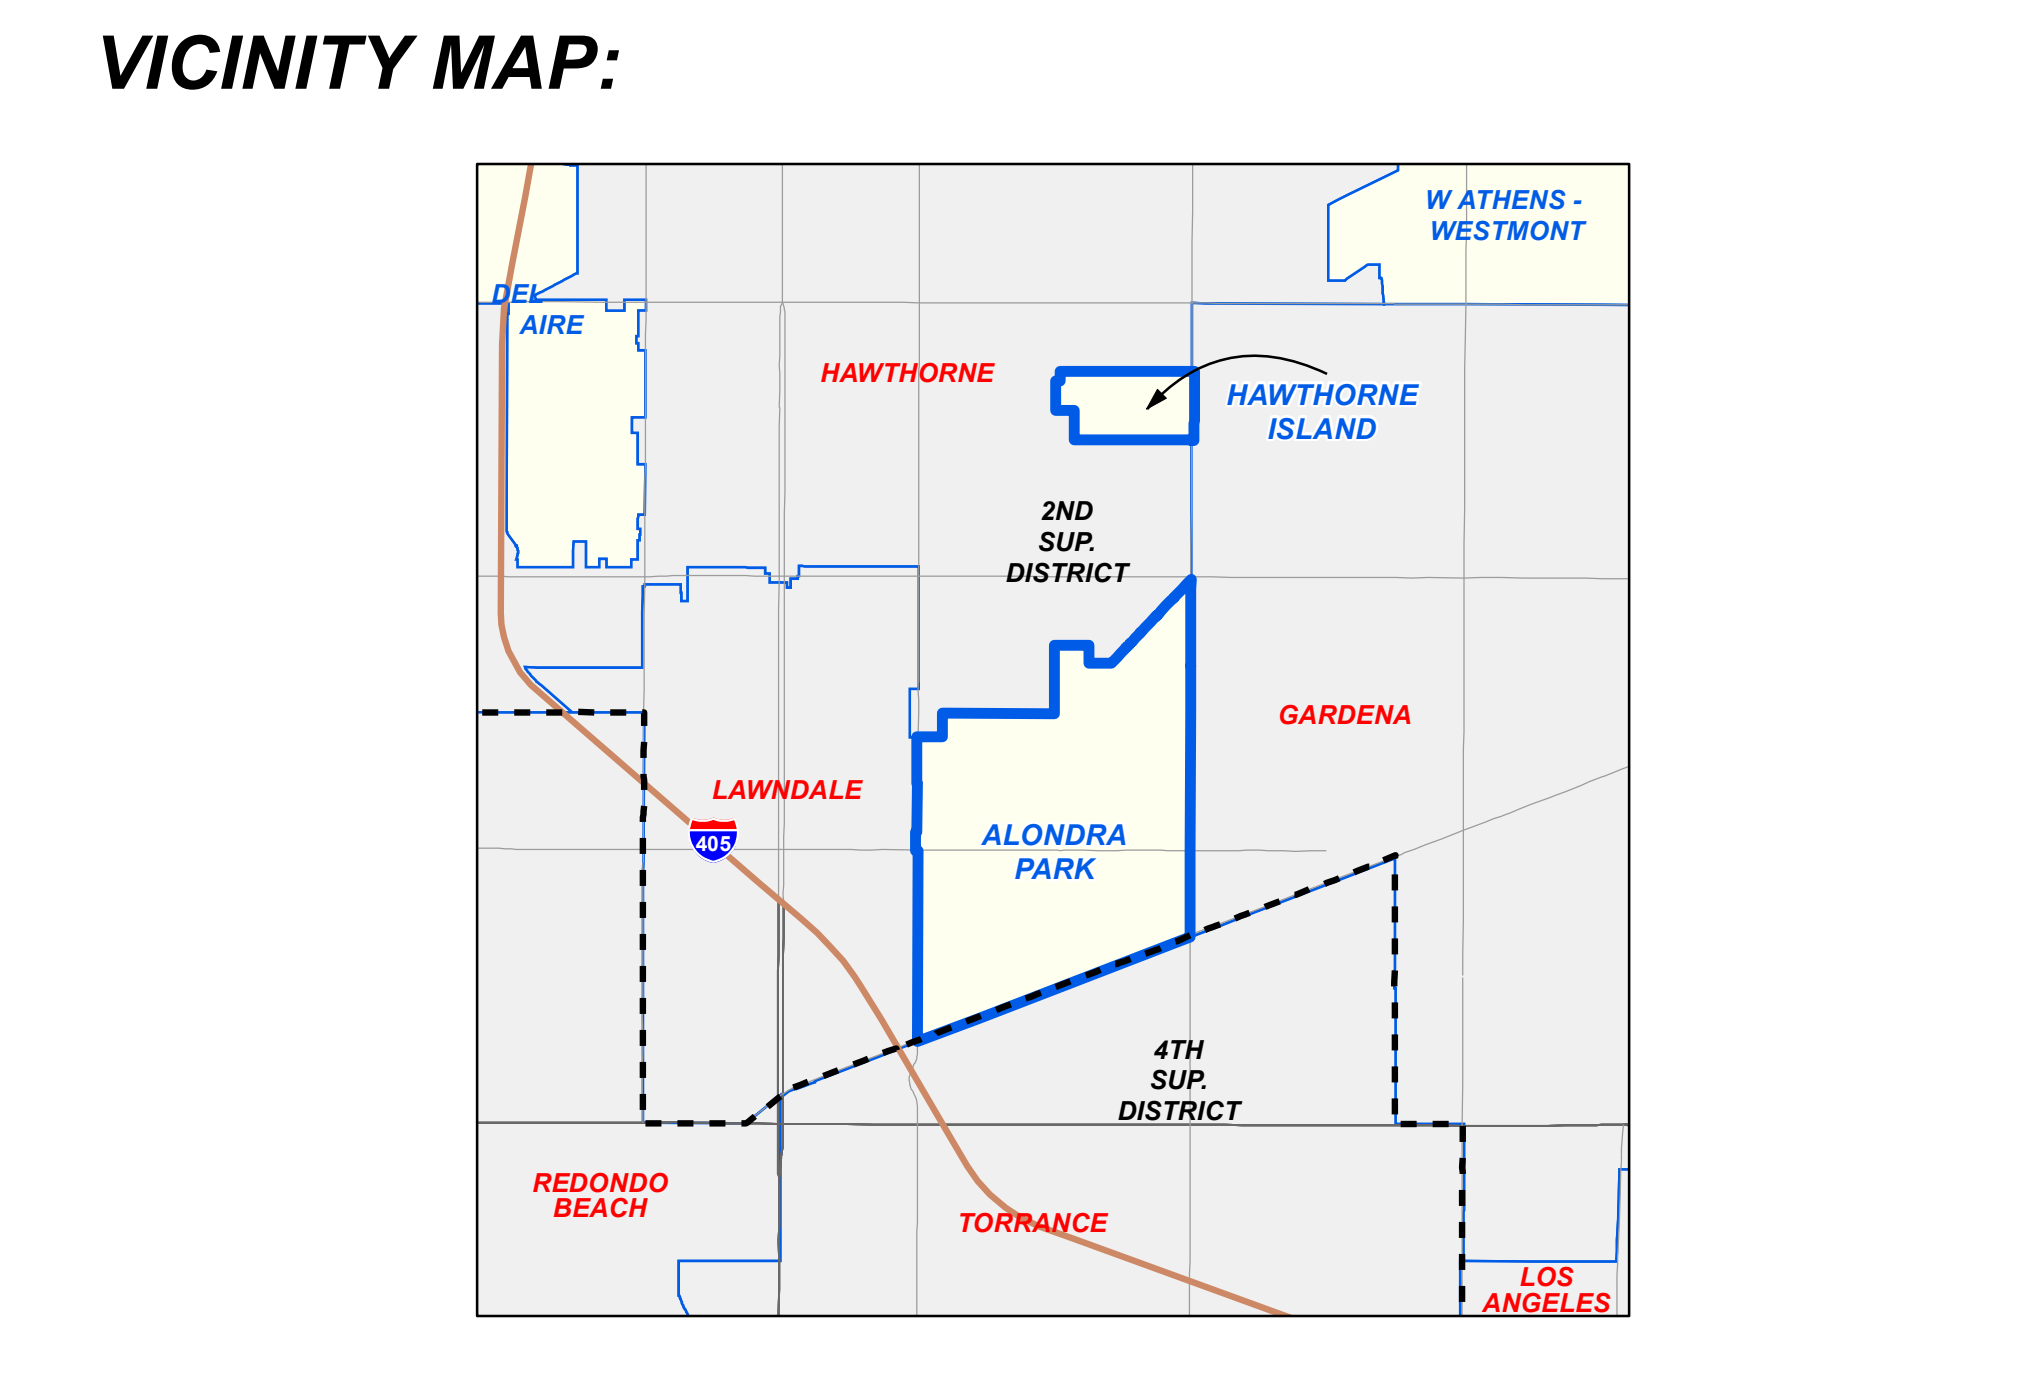 VICINITY MAP:
W ATHENS -
WESTMONT
DEL
AIRE
HAWTHORNE
HAWTHORNE
ISLAND
2ND
SUP.
DISTRICT
GARDENA
LAWNDALE
405
ALONDRA
PARK
4TH
SUP.
DISTRICT
REDONDO
BEACH
TORRANCE
LOS
ANGELES